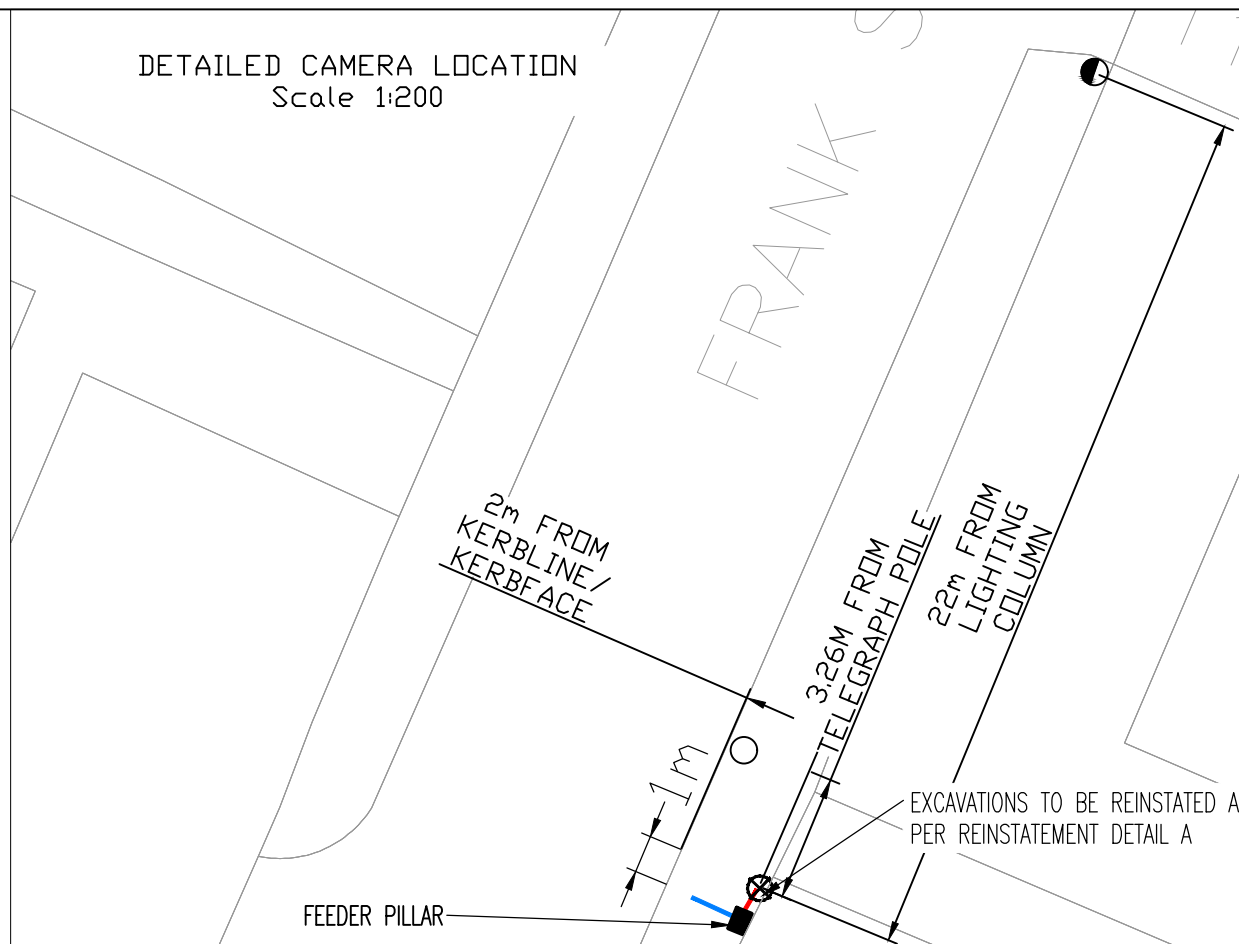 DETAILED CAMERA LOCATION
Scale 1:200
FRANK S
2m FROM
KERBLINE/
KERBFACE
3.26M FROM
TELEGRAPH POLE
22m FROM
LIGHTING
COLUMN
1m
EXCAVATIONS TO BE REINSTATED A
PER REINSTATEMENT DETAIL A
FEEDER PILLAR